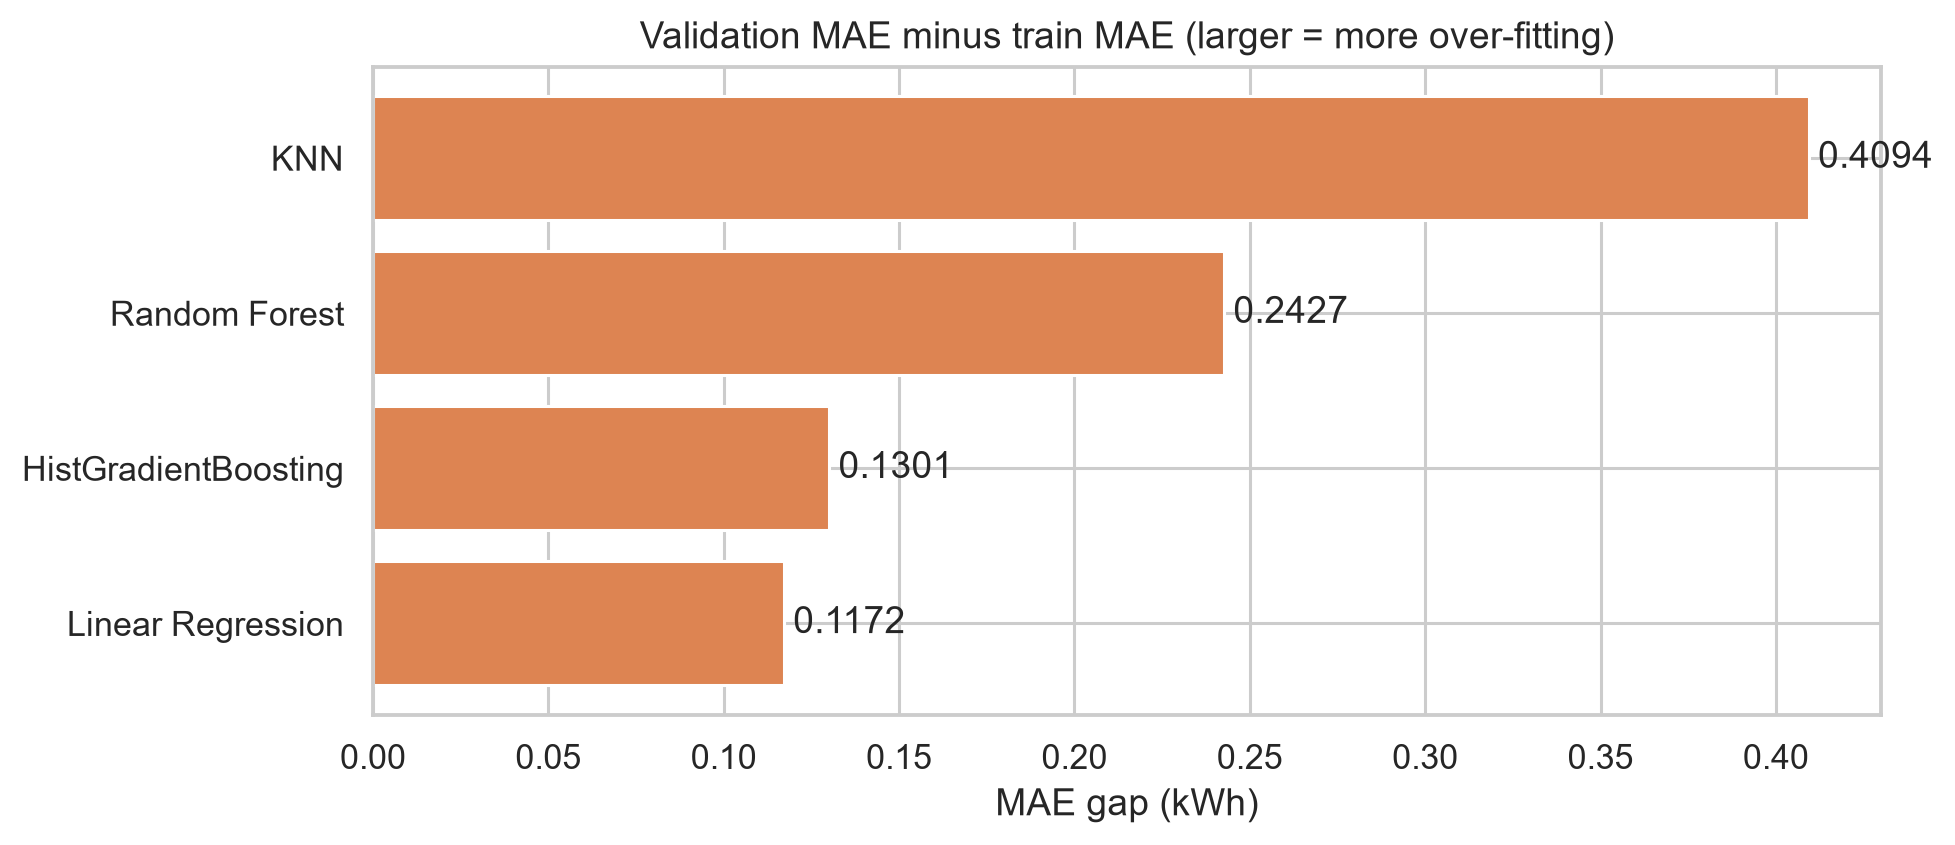 Validation MAE minus train MAE (larger = more over-fitting)
KNN
0.4094
Random Forest
0.2427
HistGradientBoosting
0.1301
Linear Regression
0.1172
0.00 0.05 0.10 0.15 0.20 0.25 0.30 0.35 0.40
MAE gap (kWh)